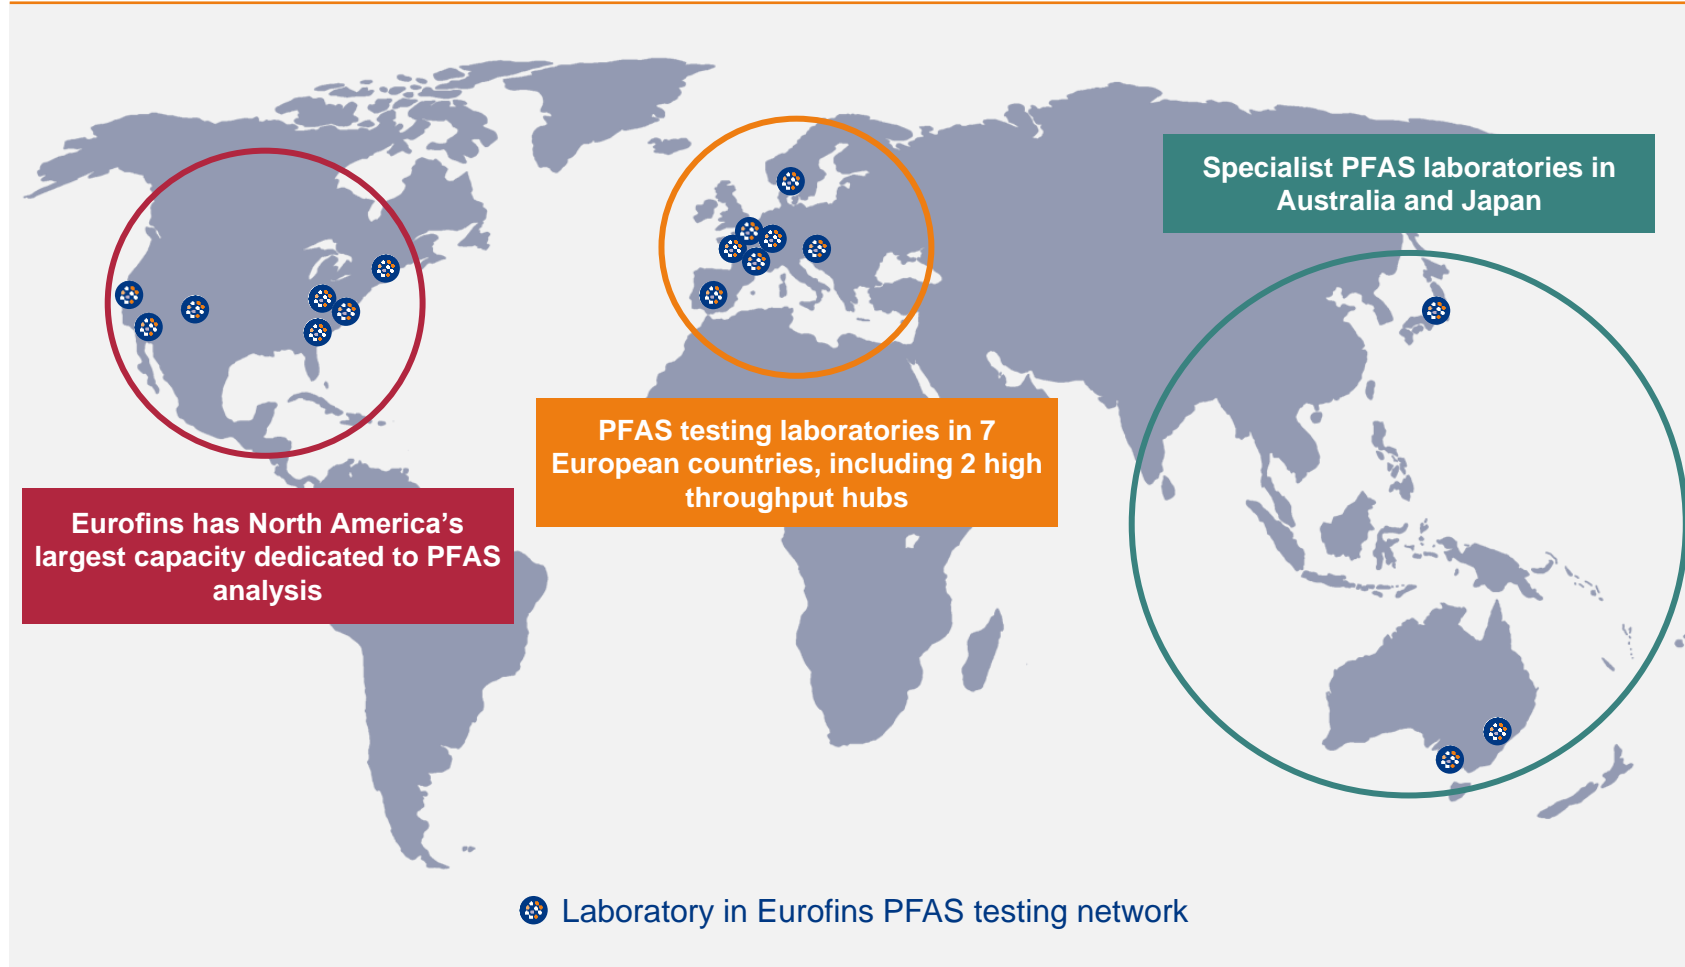 Specialist PFAS laboratories in
Australia and Japan
PFAS testing laboratories in 7
European countries, including 2 high
throughput hubs
Eurofins has North America’s
largest capacity dedicated to PFAS
analysis
Laboratory in Eurofins PFAS testing network